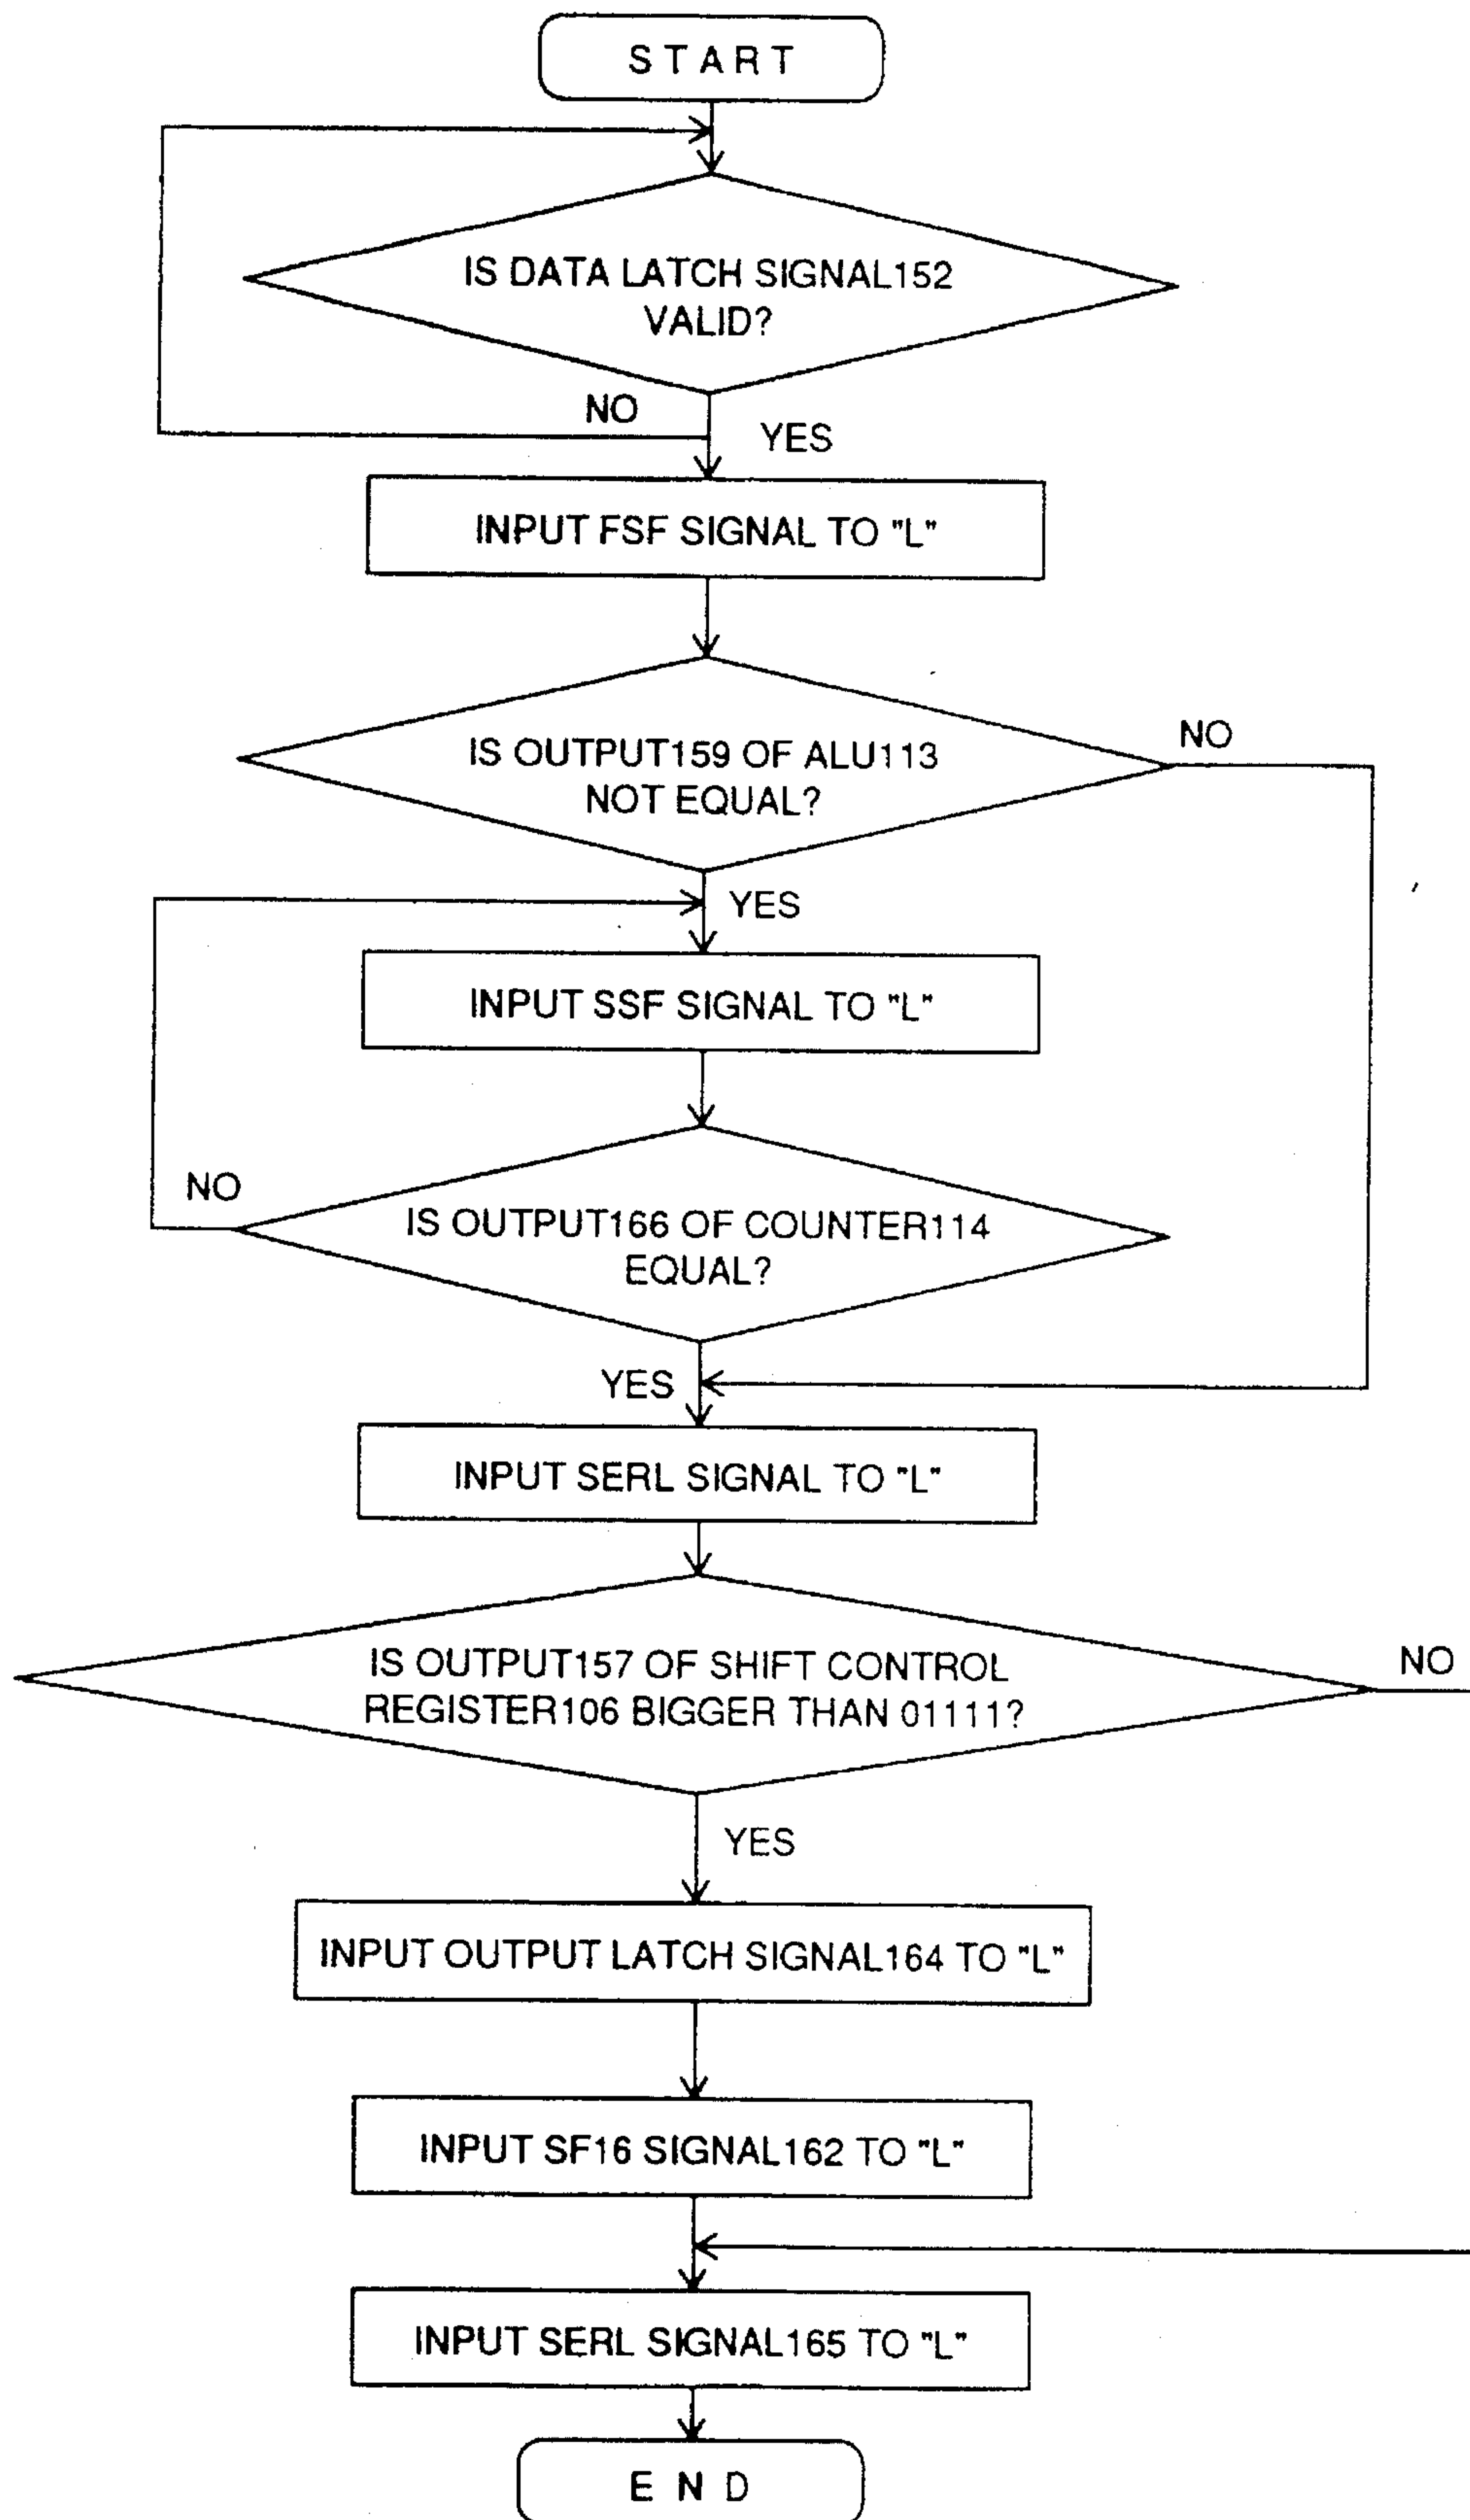 START
IS DATA LATCH SIGNAL152
VALID?
NO
YES
INPUT FSF SIGNAL TO "L"
IS OUTPUT159 OF ALU113
NOT EQUAL?
NO
YES
INPUT SSF SIGNAL TO "L"
NO
IS OUTPUT166 OF COUNTER114
EQUAL?
YES
INPUT SERL SIGNAL TO "L"
IS OUTPUT157 OF SHIFT CONTROL
REGISTER106 BIGGER THAN 01111?
NO
YES
INPUT OUTPUT LATCH SIGNAL164 TO "L"
INPUT SF16 SIGNAL162 TO "L"
INPUT SERL SIGNAL165 TO "L"
END